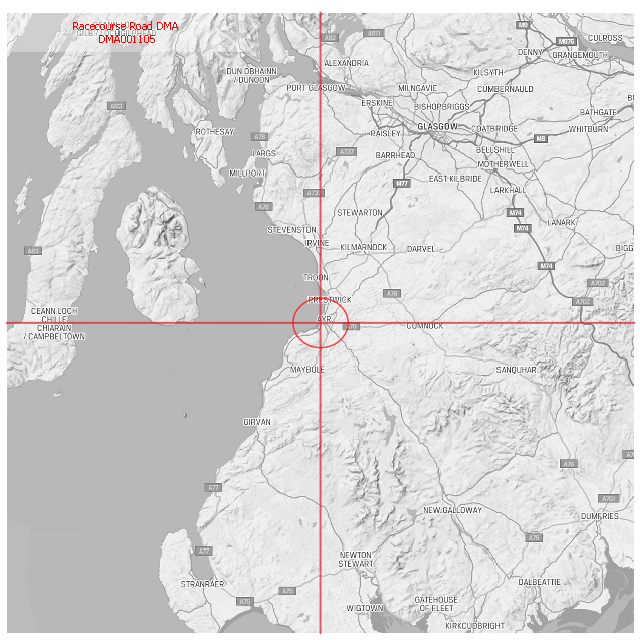 Racecourse Road DMA
DMA001105
A82
A811
M9
M876
CULROSS
DENNY
GRANGEMOUTH
ALEXANDRIA
DUN OBHAINN
/ DUNOON
KILSYTH
PORT GLASGOW
MILNGAVIE
CUMBERNAULD
A83
ERSKINE
BISHOPBRIGGS
BATHGATE
ROTHESAY
A78
PAISLEY
GLASGOW
COATBRIDGE
WHITBURN
M8
LARGS
A737
BARRHEAD
BELLSHILL
MOTHERWELL
MILLPORT
EAST KILBRIDE
M77
LARKHALL
A737
A78
STEWARTON
M74
LANARK
STEVENSTON
M74
IRVINE
KILMARNOCK
DARVEL
BIGG
A83
M74
TROON
A702
A76
PRESTWICK
A702
CEANN LOCH
CHILLE
CHIARAIN
/ CAMPBELTOWN
AYR
A70
CUMNOCK
MAYBOLE
SANQUHAR
GIRVAN
A76
A77
A701
NEW GALLOWAY
DUMFRIES
A75
A77
NEWTON
STEWART
STRANRAER
A75
DALBEATTIE
A75
WIGTOWN
GATEHOUSE
OF FLEET
KIRKCUDBRIGHT